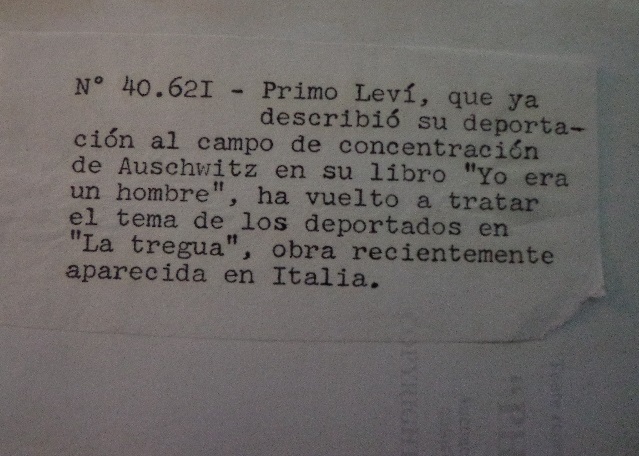 N° 40.62I - Primo Leví, que ya
describió su deporta-
ción al campo de concentración
de Auschwitz en su libro "Yo era
un hombre", ha vuelto a tratar
el tema de los deportados en
"La tregua", obra recientemente
aparecida en Italia.
COPYRIGHT